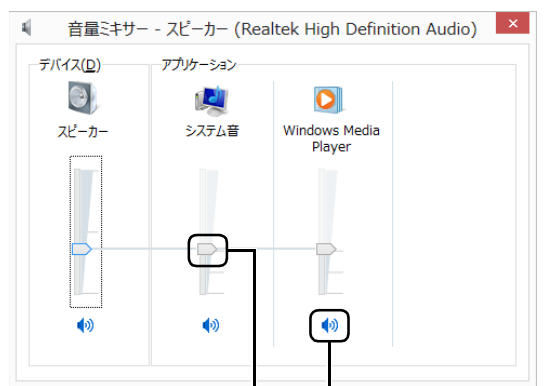 音量ミキサー - スピーカー (Realtek High Definition Audio)
デバイス(D)
アプリケーション
スピーカー
システム音
Windows Media
Player